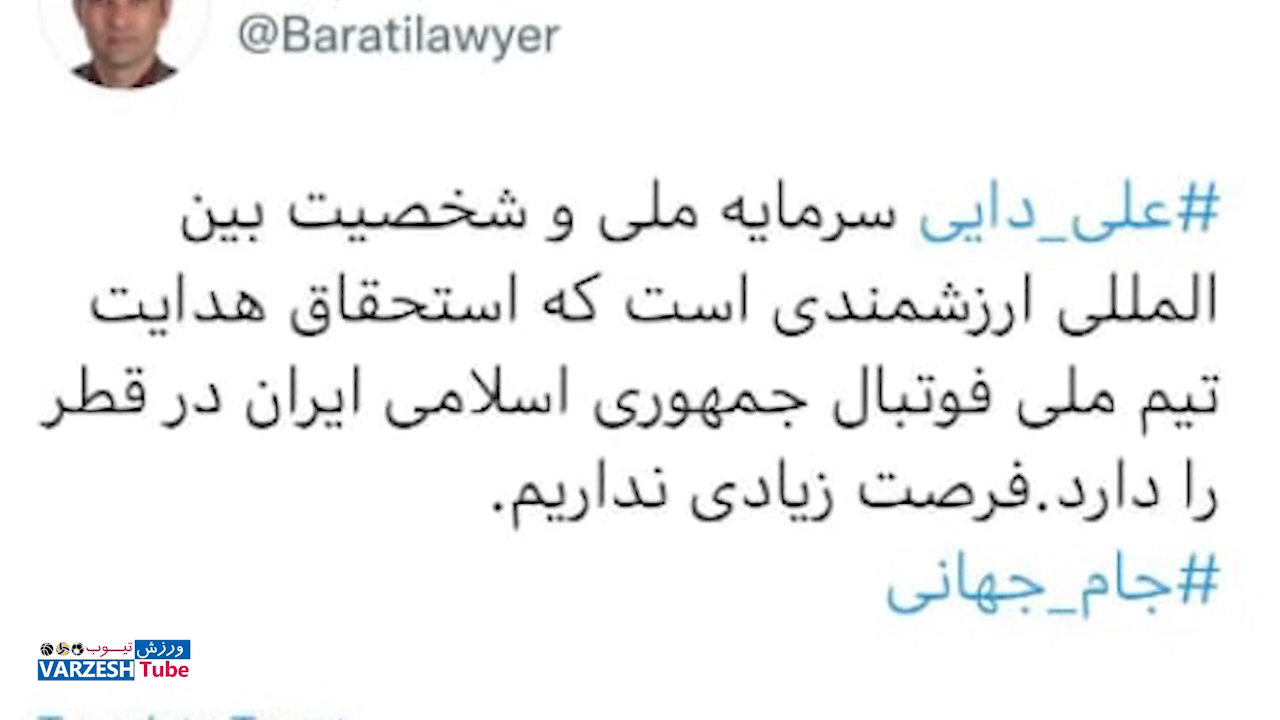 @Baratilawyer
#علی_دایی سرمایه ملی و شخصیت بین
المللی ارزشمندی است که استحقاق هدایت
تیم ملی فوتبال جمهوری اسلامی ایران در قطر
را دارد.فرصت زیادی نداریم.
#جام_جهانی
ورزش تیوب
VARZESH Tube